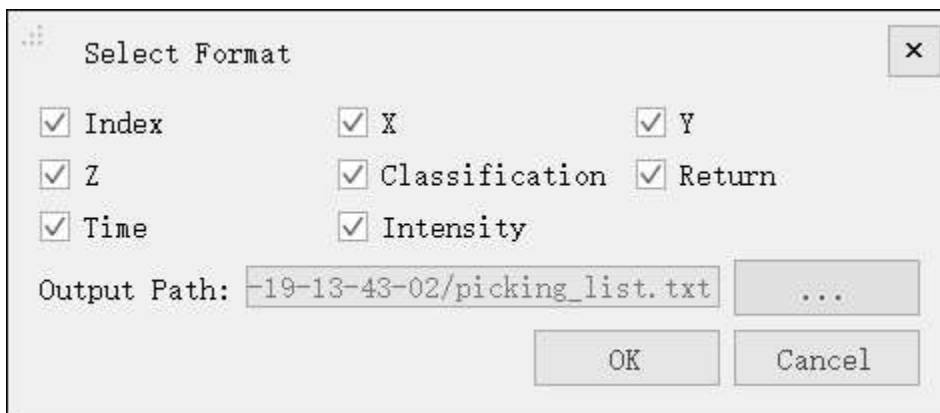 Select Format
×
Index X Y
Z Classification Return
Time Intensity
Output Path: -19-13-43-02/picking_list.txt ...
OK Cancel